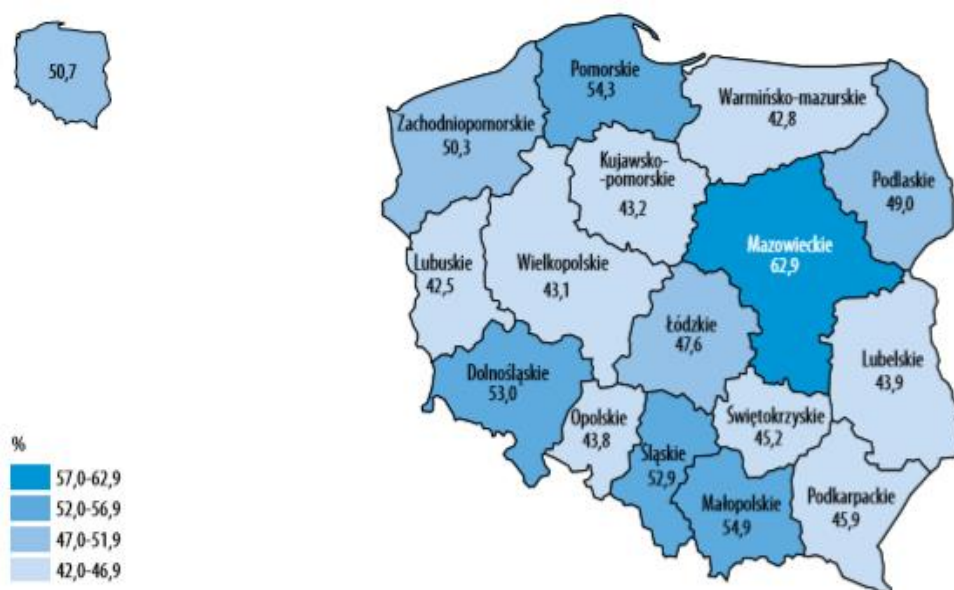 50,7
Pomorskie
54,3
Warmińsko-mazurskie
42,8
Zachodniopomorskie
50,3
Kujawsko-
-pomorskie
43,2
Podlaskie
49,0
Mazowieckie
62,9
Lubuskie
42,5
Wielkopolskie
43,1
Łódzkie
47,6
Lubelskie
43,9
Dolnośląskie
53,0
Opolskie
43,8
Świętokrzyskie
45,2
Śląskie
52,9
Małopolskie
54,9
Podkarpackie
45,9
%
57,0-62,9
52,0-56,9
47,0-51,9
42,0-46,9